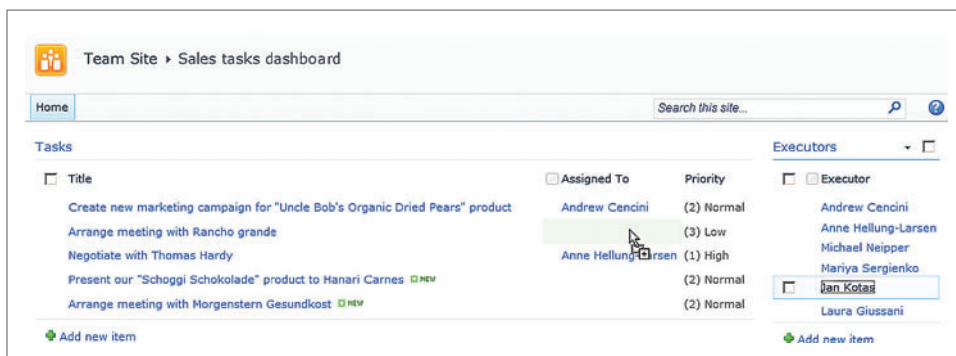 Team Site ▸ Sales tasks dashboard
Home
Search this site...
Tasks
Title Assigned To Priority
Create new marketing campaign for "Uncle Bob's Organic Dried Pears" product Andrew Cencini (2) Normal
Arrange meeting with Rancho grande (3) Low
Negotiate with Thomas Hardy Anne Hellung-Larsen (1) High
Present our "Schoggi Schokolade" product to Hanari Carnes NEW (2) Normal
Arrange meeting with Morgenstern Gesundkost NEW (2) Normal
Add new item
Executors
Executor
Andrew Cencini
Anne Hellung-Larsen
Michael Neipper
Mariya Sergienko
Jan Kotas
Laura Giussani
Add new item